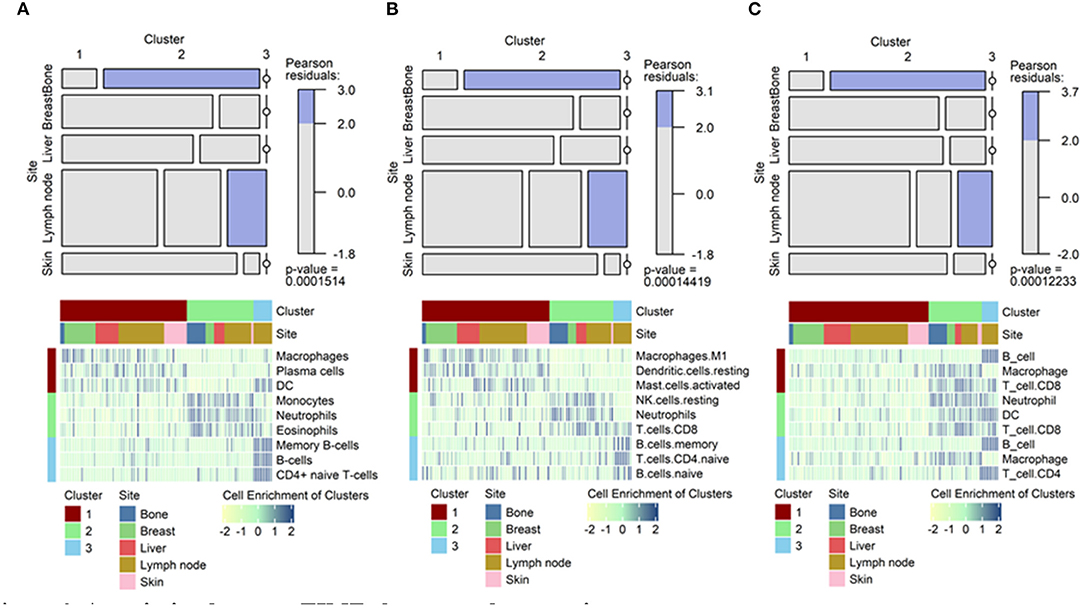 A
Cluster
1 2 3
Site
Bone
Breast
Liver
Lymph node
Skin
Pearson
residuals:
3.0
2.0
0.0
-1.8
p-value =
0.0001514
Cluster
Site
Macrophages
Plasma cells
DC
Monocytes
Neutrophils
Eosinophils
Memory B-cells
B-cells
CD4+ naive T-cells
Cluster
1
2
3
Site
Bone
Breast
Liver
Lymph node
Skin
Cell Enrichment of Clusters
-2 -1 0 1 2
B
Cluster
1 2 3
Site
Bone
Breast
Liver
Lymph node
Skin
Pearson
residuals:
3.1
2.0
0.0
-1.8
p-value =
0.00014419
Cluster
Site
Macrophages.M1
Dendritic.cells.resting
Mast.cells.activated
NK.cells.resting
Neutrophils
T.cells.CD8
B.cells.memory
T.cells.CD4.naive
B.cells.naive
Cluster
1
2
3
Site
Bone
Breast
Liver
Lymph node
Skin
Cell Enrichment of Clusters
-2 -1 0 1 2
C
Cluster
1 2 3
Site
Bone
Breast
Liver
Lymph node
Skin
Pearson
residuals:
3.7
2.0
0.0
-2.0
p-value =
0.00012233
Cluster
Site
B_cell
Macrophage
T_cell.CD8
Neutrophil
DC
T_cell.CD8
B_cell
Macrophage
T_cell.CD4
Cluster
1
2
3
Site
Bone
Breast
Liver
Lymph node
Skin
Cell Enrichment of Clusters
-2 -1 0 1 2